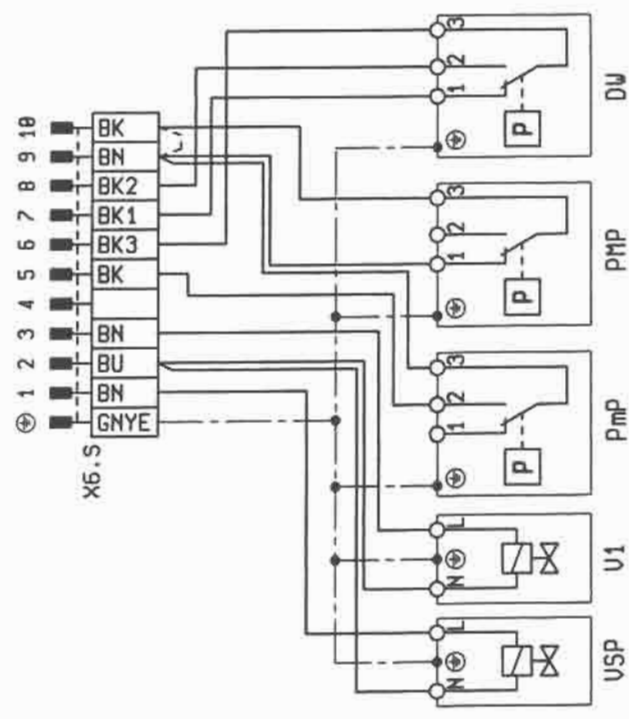 ⏚ 1 2 3 4 5 6 7 8 9 10
BK
BN
BK2
BK1
BK3
BK
BN
BU
BN
GNYE
X6.S
3
2
1
⏚
P
DW
3
2
1
⏚
P
PMP
3
2
1
⏚
P
PmP
L
⏚
N
V1
L
⏚
N
VSP